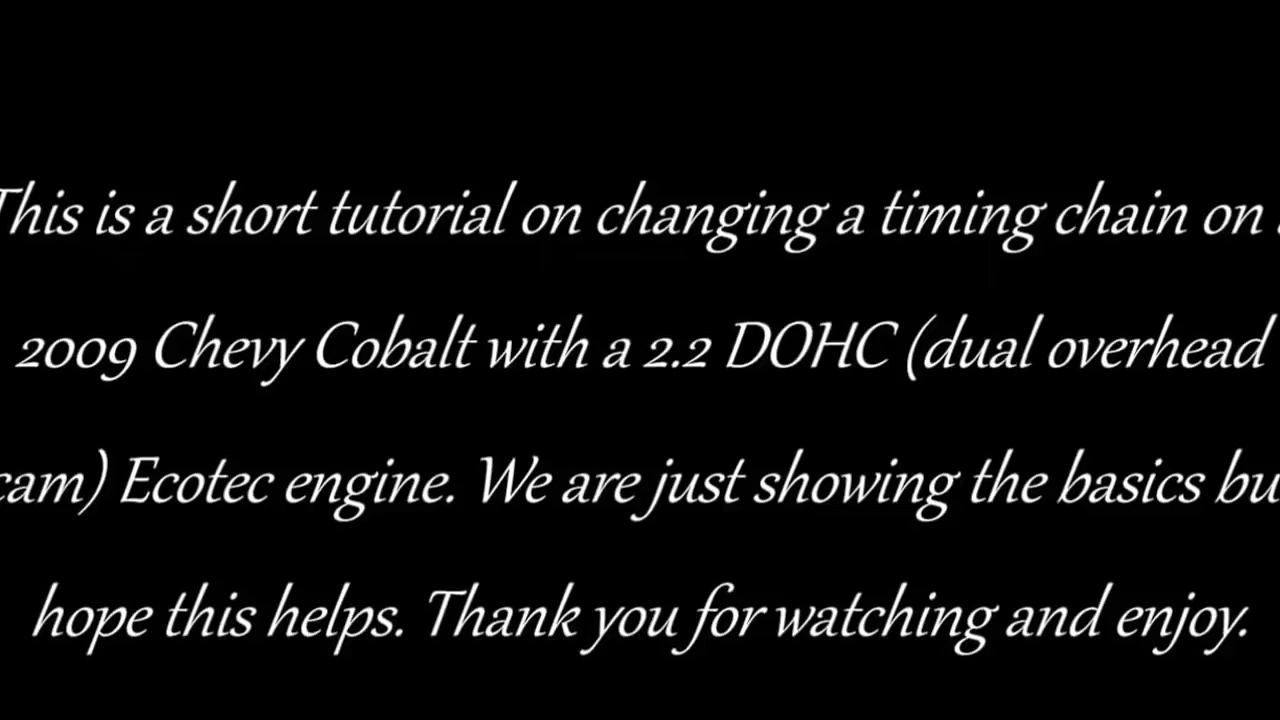 This is a short tutorial on changing a timing chain on
2009 Chevy Cobalt with a 2.2 DOHC (dual overhead
cam) Ecotec engine. We are just showing the basics bu
hope this helps. Thank you for watching and enjoy.